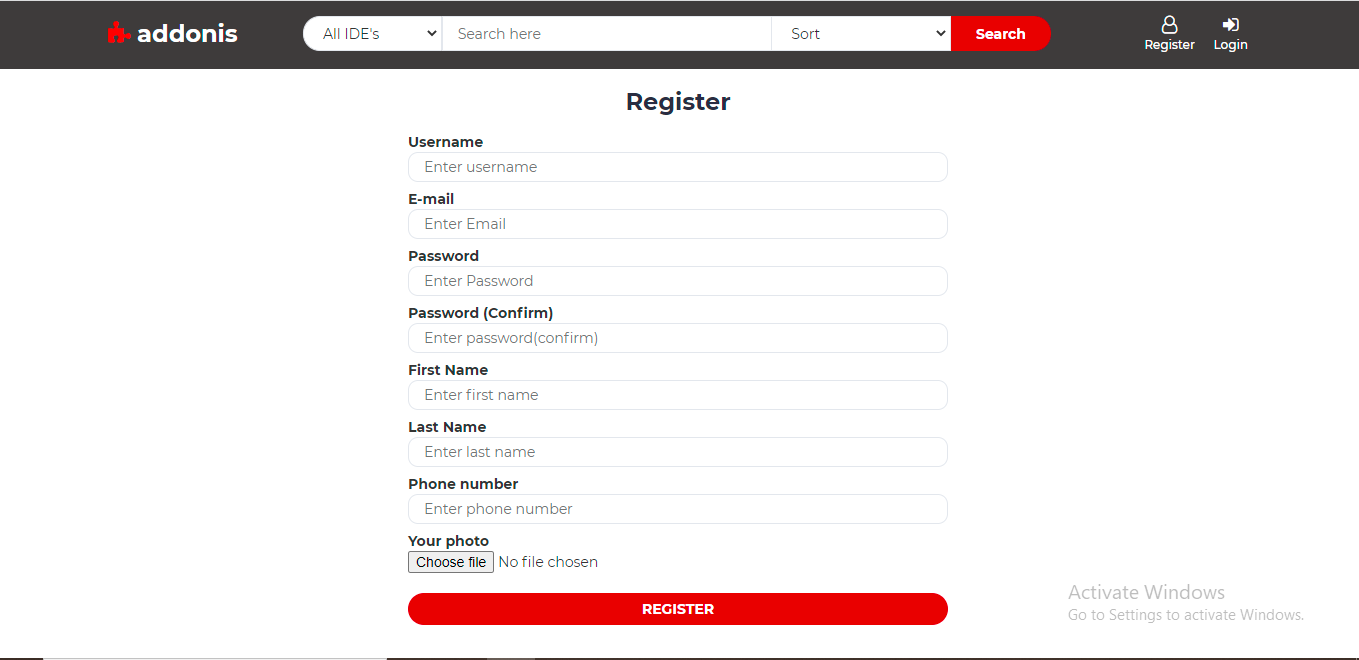 addonis All IDE's Search here Sort Search Register Login
Register
Username
Enter username
E-mail
Enter Email
Password
Enter Password
Password (Confirm)
Enter password(confirm)
First Name
Enter first name
Last Name
Enter last name
Phone number
Enter phone number
Your photo
Choose file No file chosen
REGISTER
Activate Windows
Go to Settings to activate Windows.